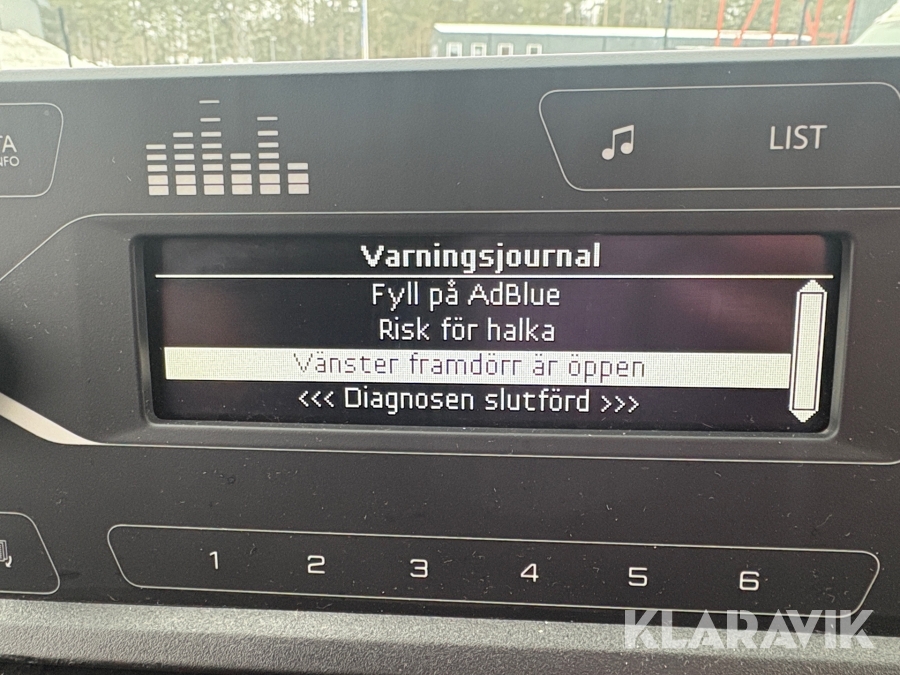 LIST
Varningsjournal
Fyll på AdBlue
Risk för halka
Vänster framdörr är öppen
<<< Diagnosen slutförd >>>
1 2 3 4 5 6
KLARAVIK